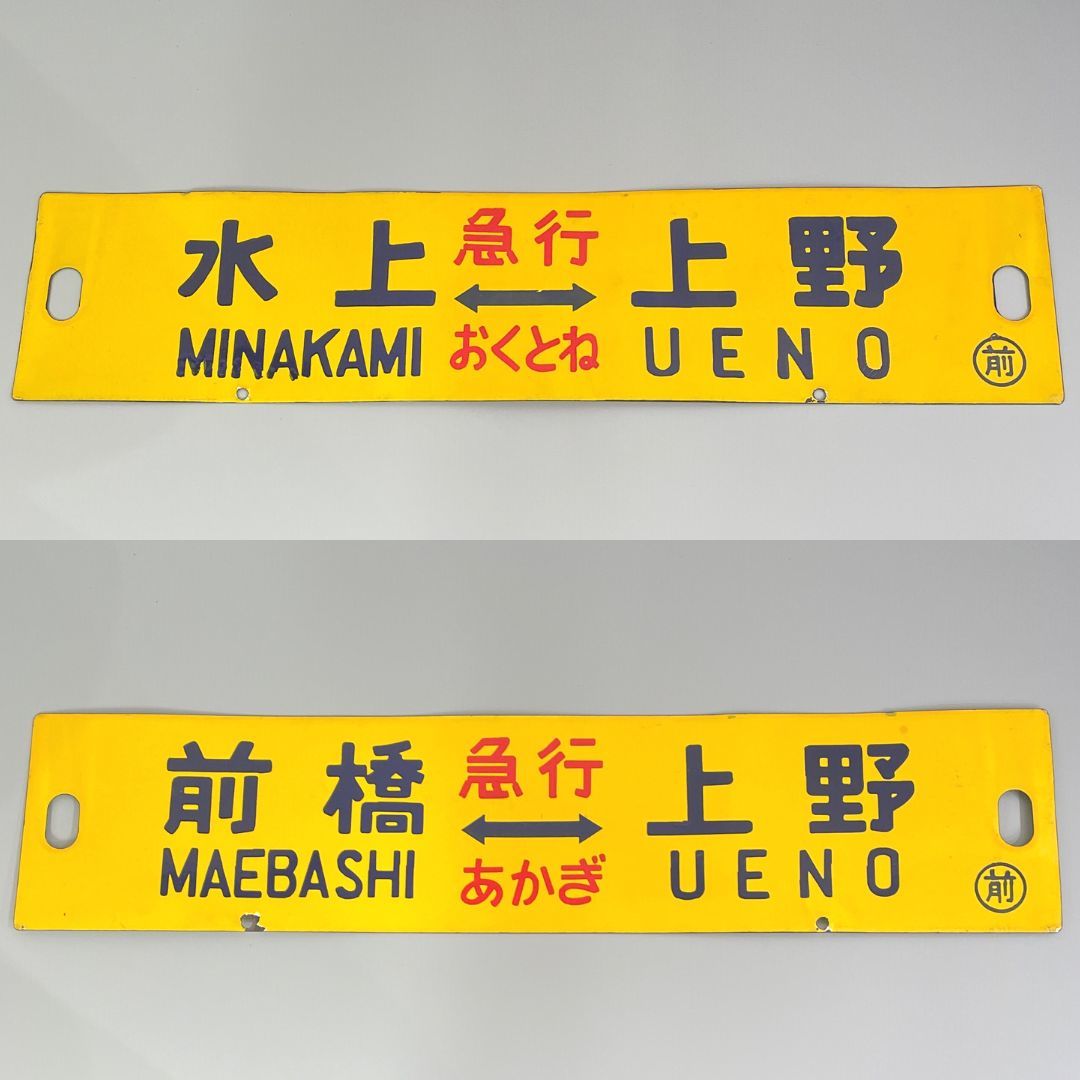 水上 急行 上野
↔
MINAKAMI おくとね UENO
前
前橋 急行 上野
↔
MAEBASHI あかぎ UENO
前